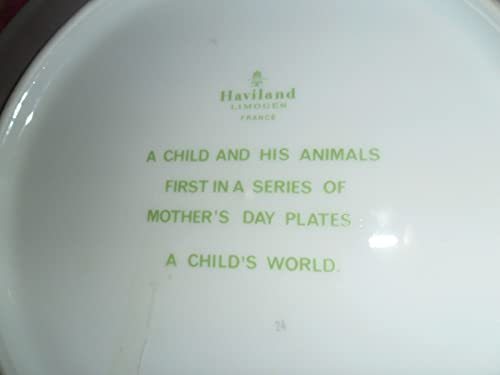 Haviland
LIMOGES
FRANCE
A CHILD AND HIS ANIMALS
FIRST IN A SERIES OF
MOTHER'S DAY PLATES
A CHILD'S WORLD.
24